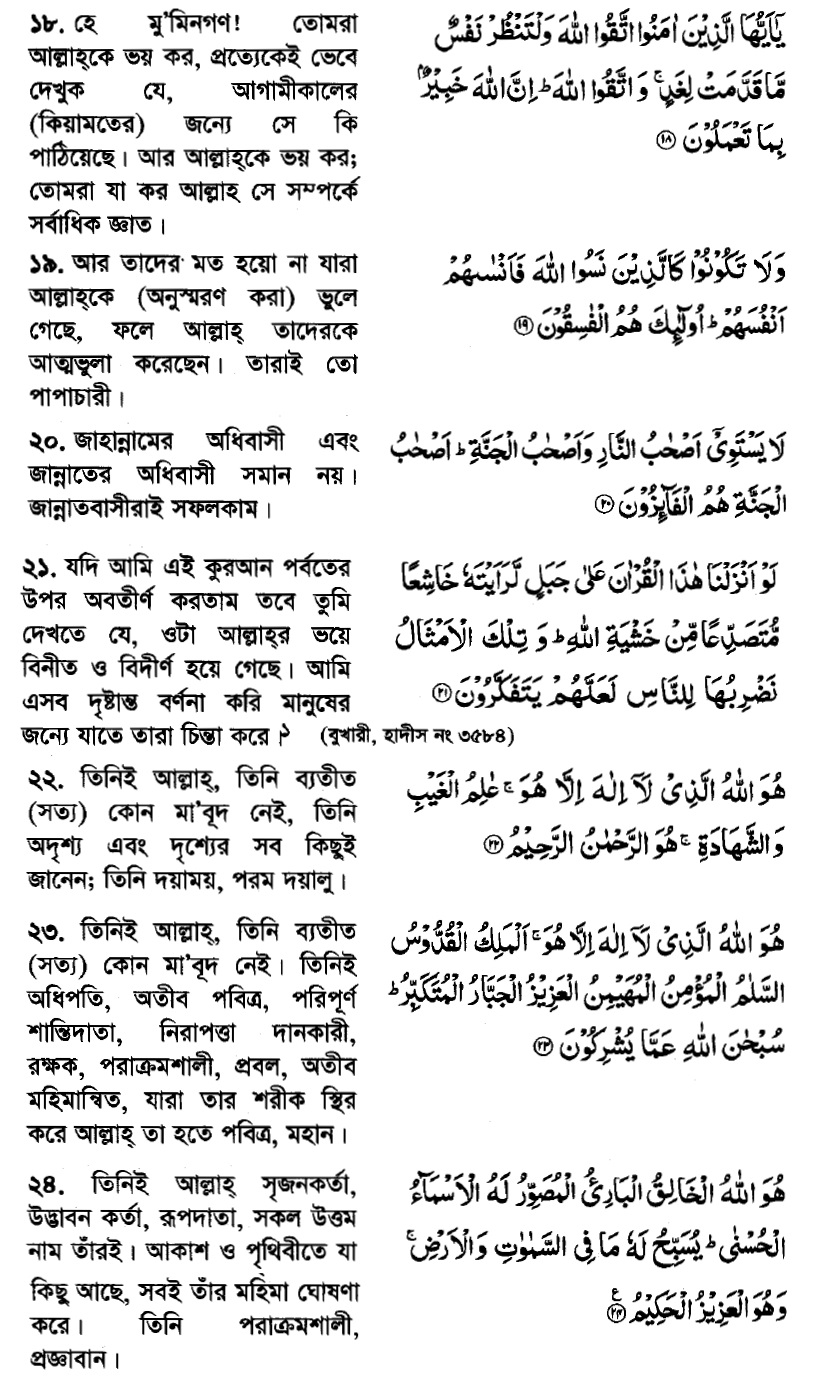 ১৮. হে মু'মিনগণ! তোমরা
আল্লাহ্‌কে ভয় কর, প্রত্যেকেই ভেবে
দেখুক যে, আগামীকালের
(কিয়ামতের) জন্যে সে কি
পাঠিয়েছে। আর আল্লাহ্‌কে ভয় কর;
তোমরা যা কর আল্লাহ সে সম্পর্কে
সর্বাধিক জ্ঞাত।
يٰۤاَيُّهَا الَّذِيْنَ اٰمَنُوا اتَّقُوا اللّٰهَ وَلْتَنْظُرْ نَفْسٌ
مَّا قَدَّمَتْ لِغَدٍ ۚ وَاتَّقُوا اللّٰهَ ؕ اِنَّ اللّٰهَ خَبِيْرٌۢ
بِمَا تَعْمَلُوْنَ ﴿۱۸﴾
১৯. আর তাদের মত হয়ো না যারা
আল্লাহ্‌কে (অনুস্মরণ করা) ভুলে
গেছে, ফলে আল্লাহ্ তাদেরকে
আত্মভুলা করেছেন। তারাই তো
পাপাচারী।
وَلَا تَكُوْنُوْا كَالَّذِيْنَ نَسُوا اللّٰهَ فَاَنْسٰىهُمْ
اَنْفُسَهُمْ ؕ اُولٰٓئِكَ هُمُ الْفٰسِقُوْنَ ﴿۱۹﴾
২০. জাহান্নামের অধিবাসী এবং
জান্নাতের অধিবাসী সমান নয়।
জান্নাতবাসীরাই সফলকাম।
لَا يَسْتَوِيْۤ اَصْحٰبُ النَّارِ وَاَصْحٰبُ الْجَنَّةِ ؕ اَصْحٰبُ
الْجَنَّةِ هُمُ الْفَآئِزُوْنَ ﴿۲۰﴾
২১. যদি আমি এই কুরআন পর্বতের
উপর অবতীর্ণ করতাম তবে তুমি
দেখতে যে, ওটা আল্লাহ্‌র ভয়ে
বিনীত ও বিদীর্ণ হয়ে গেছে। আমি
এসব দৃষ্টান্ত বর্ণনা করি মানুষের
জন্যে যাতে তারা চিন্তা করে।১ (বুখারী, হাদীস নং ৩৫৮৪)
لَوْ اَنْزَلْنَا هٰذَا الْقُرْاٰنَ عَلٰى جَبَلٍ لَّرَاَيْتَهٗ خَاشِعًا
مُّتَصَدِّعًا مِّنْ خَشْيَةِ اللّٰهِ ؕ وَتِلْكَ الْاَمْثَالُ
نَضْرِبُهَا لِلنَّاسِ لَعَلَّهُمْ يَتَفَكَّرُوْنَ ﴿۲۱﴾
২২. তিনিই আল্লাহ্, তিনি ব্যতীত
(সত্য) কোন মা'বূদ নেই, তিনি
অদৃশ্য এবং দৃশ্যের সব কিছুই
জানেন; তিনি দয়াময়, পরম দয়ালু।
هُوَ اللّٰهُ الَّذِيْ لَاۤ اِلٰهَ اِلَّا هُوَ ۚ عٰلِمُ الْغَيْبِ
وَالشَّهَادَةِ ۚ هُوَ الرَّحْمٰنُ الرَّحِيْمُ ﴿۲۲﴾
২৩. তিনিই আল্লাহ্, তিনি ব্যতীত
(সত্য) কোন মা'বূদ নেই। তিনিই
অধিপতি, অতীব পবিত্র, পরিপূর্ণ
শান্তিদাতা, নিরাপত্তা দানকারী,
রক্ষক, পরাক্রমশালী, প্রবল, অতীব
মহিমান্বিত, যারা তার শরীক স্থির
করে আল্লাহ্ তা হতে পবিত্র, মহান।
هُوَ اللّٰهُ الَّذِيْ لَاۤ اِلٰهَ اِلَّا هُوَ ۚ اَلْمَلِكُ الْقُدُّوْسُ
السَّلٰمُ الْمُؤْمِنُ الْمُهَيْمِنُ الْعَزِيْزُ الْجَبَّارُ الْمُتَكَبِّرُ ؕ
سُبْحٰنَ اللّٰهِ عَمَّا يُشْرِكُوْنَ ﴿۲۳﴾
২৪. তিনিই আল্লাহ্ সৃজনকর্তা,
উদ্ভাবন কর্তা, রূপদাতা, সকল উত্তম
নাম তাঁরই। আকাশ ও পৃথিবীতে যা
কিছু আছে, সবই তাঁর মহিমা ঘোষণা
করে। তিনি পরাক্রমশালী,
প্রজ্ঞাবান।
هُوَ اللّٰهُ الْخَالِقُ الْبَارِئُ الْمُصَوِّرُ لَهُ الْاَسْمَآءُ
الْحُسْنٰى ؕ يُسَبِّحُ لَهٗ مَا فِى السَّمٰوٰتِ وَالْاَرْضِ ۚ
وَهُوَ الْعَزِيْزُ الْحَكِيْمُ ﴿۲۴﴾ ع